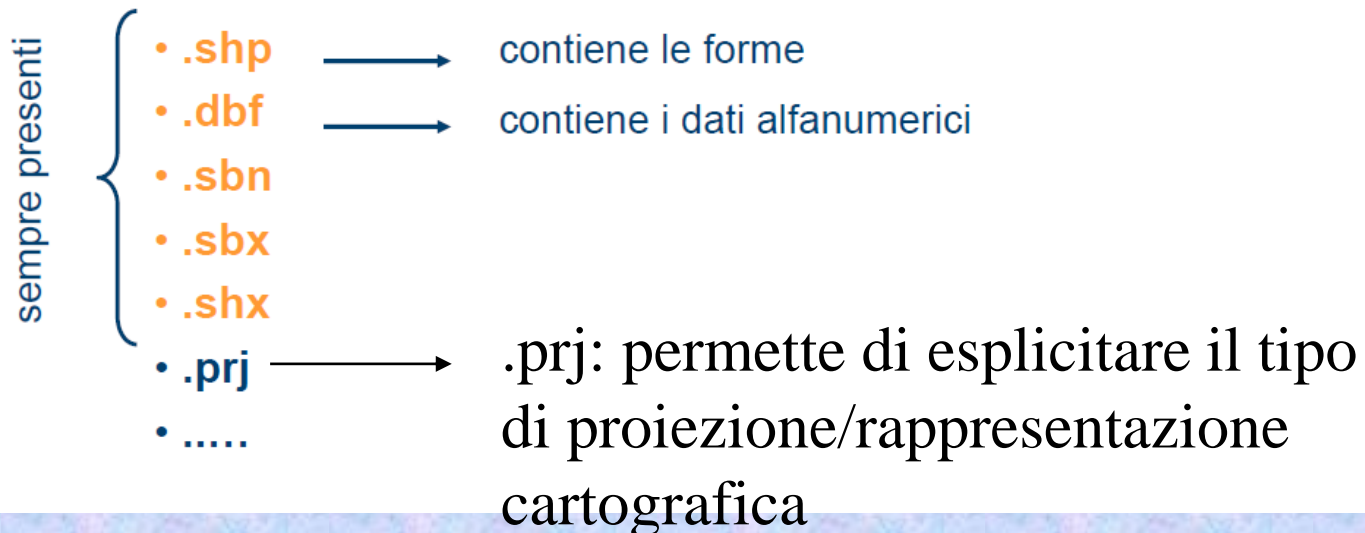 sempre presenti
• .shp contiene le forme
• .dbf contiene i dati alfanumerici
• .sbn
• .sbx
• .shx
• .prj .prj: permette di esplicitare il tipo
di proiezione/rappresentazione
cartografica
• .....